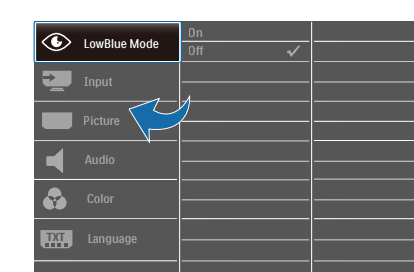 LowBlue Mode
On
Off
Input
Picture
Audio
Color
TXT
Language